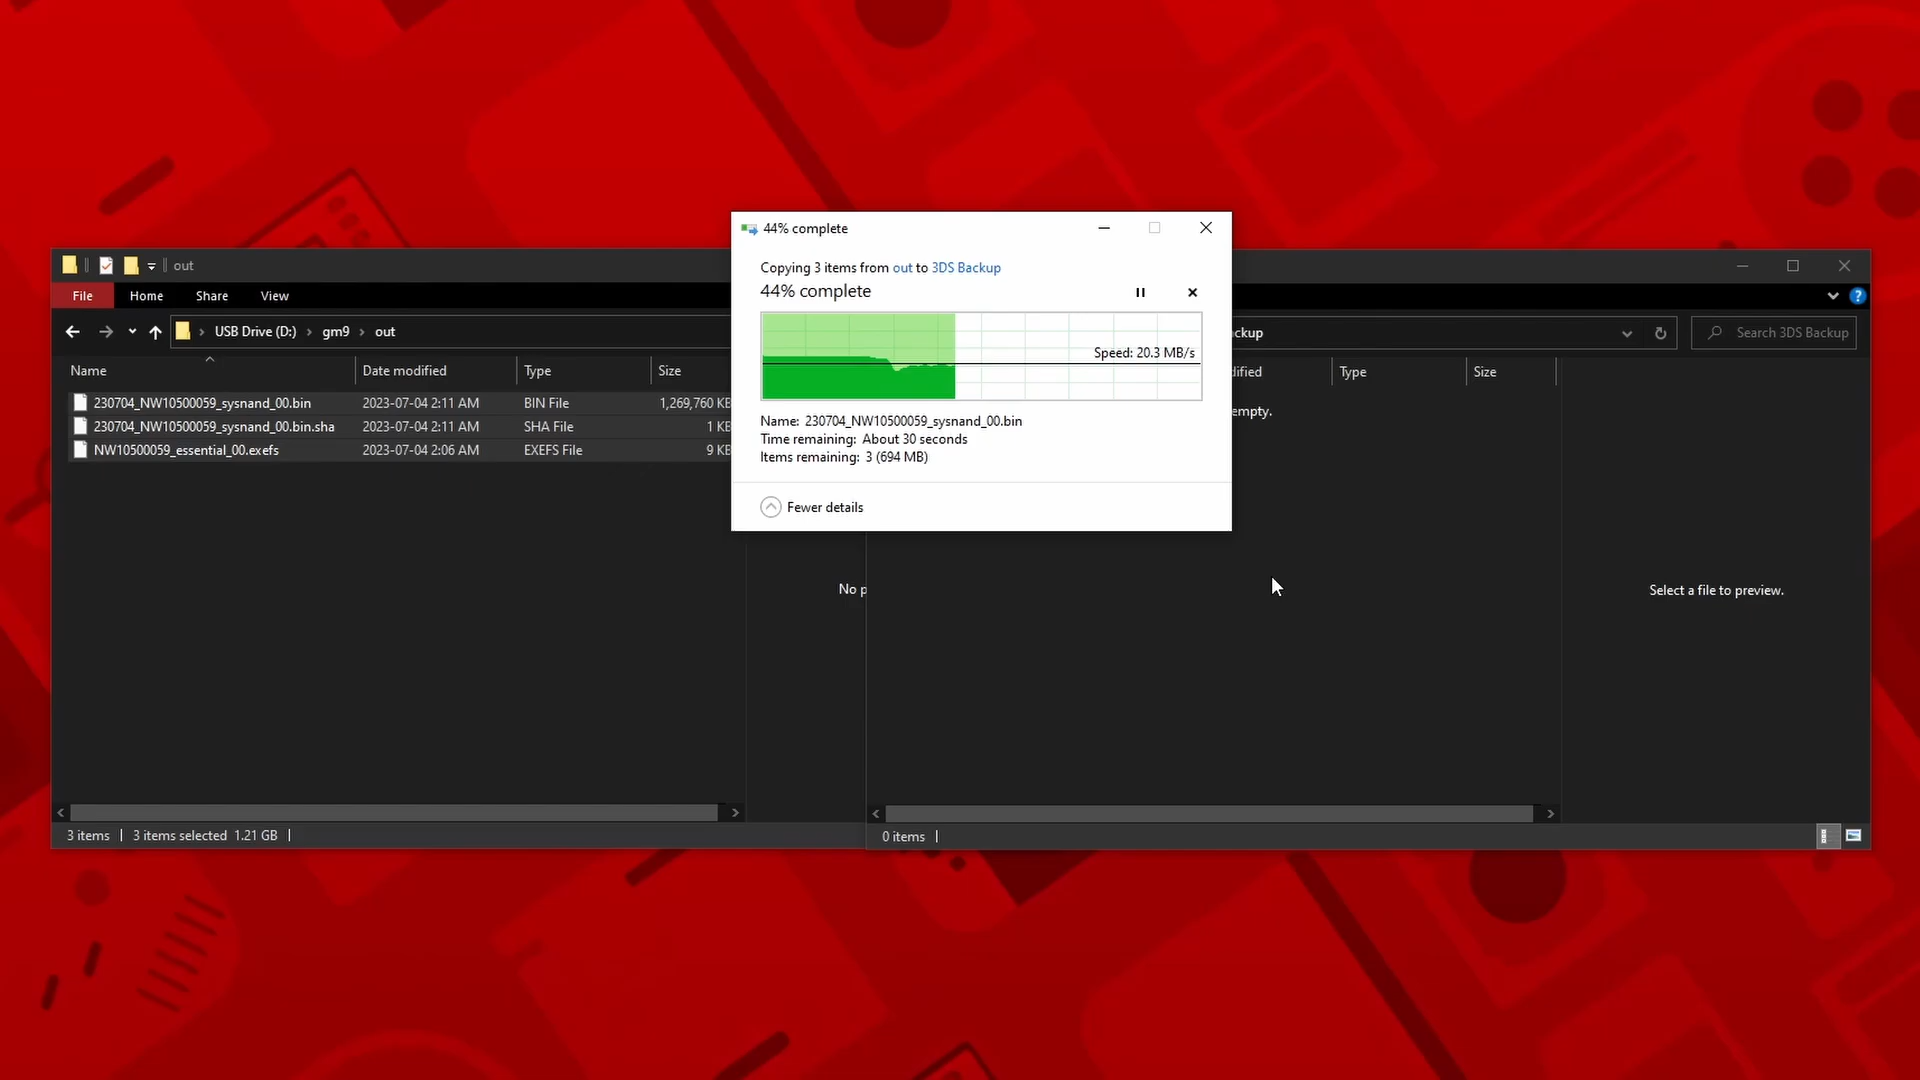 out
File Home Share View
USB Drive (D:) gm9 out
Name Date modified Type Size
230704_NW10500059_sysnand_00.bin 2023-07-04 2:11 AM BIN File 1,269,760 KB
230704_NW10500059_sysnand_00.bin.sha 2023-07-04 2:11 AM SHA File 1 KB
NW10500059_essential_00.exefs 2023-07-04 2:06 AM EXEFS File 9 KB
No p
3 items 3 items selected 1.21 GB
44% complete
Copying 3 items from out to 3DS Backup
44% complete
Speed: 20.3 MB/s
Name: 230704_NW10500059_sysnand_00.bin
Time remaining: About 30 seconds
Items remaining: 3 (694 MB)
Fewer details
?
ckup Search 3DS Backup
dified Type Size
empty.
Select a file to preview.
0 items